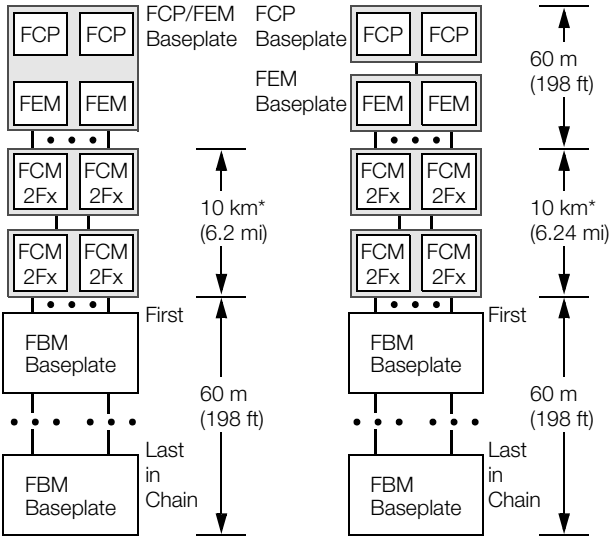 FCP FCP
FCP/FEM
Baseplate
FEM FEM
FCM
2Fx
FCM
2Fx
FCM
2Fx
FCM
2Fx
10 km*
(6.2 mi)
First
FBM
Baseplate
60 m
(198 ft)
Last
in
Chain
FBM
Baseplate
FCP
Baseplate
FCP FCP
FEM
Baseplate
FEM FEM
60 m
(198 ft)
FCM
2Fx
FCM
2Fx
FCM
2Fx
FCM
2Fx
10 km*
(6.24 mi)
First
FBM
Baseplate
60 m
(198 ft)
Last
in
Chain
FBM
Baseplate